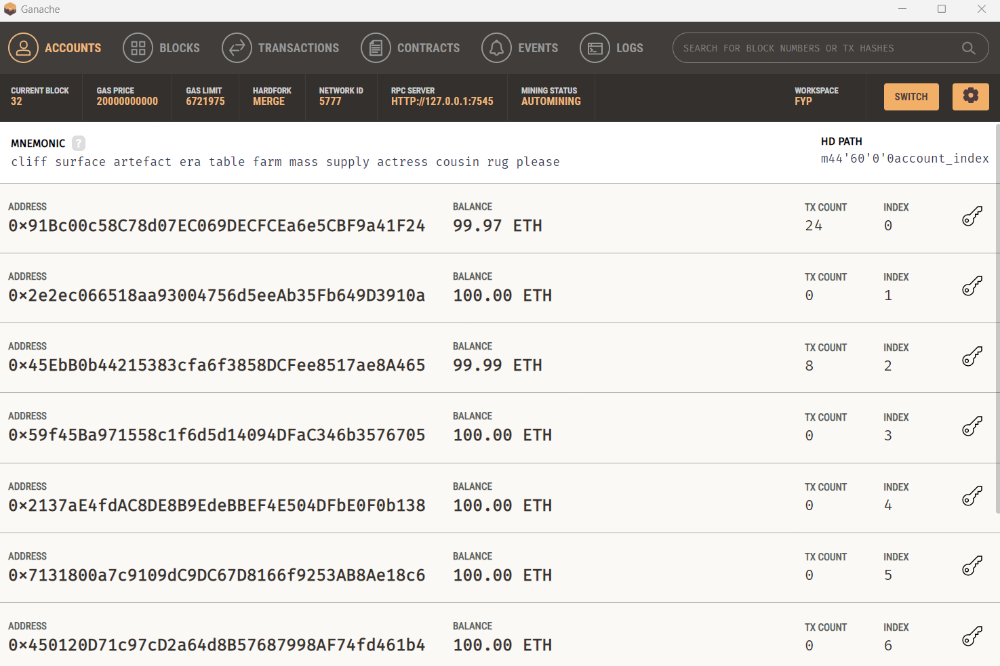 Ganache
ACCOUNTS BLOCKS TRANSACTIONS CONTRACTS EVENTS LOGS SEARCH FOR BLOCK NUMBERS OR TX HASHES
CURRENT BLOCK GAS PRICE GAS LIMIT HARDFORK NETWORK ID RPC SERVER MINING STATUS WORKSPACE
32 20000000000 6721975 MERGE 5777 HTTP://127.0.0.1:7545 AUTOMINING FYP SWITCH
MNEMONIC ? HD PATH
cliff surface artefact era table farm mass supply actress cousin rug please m44'60'0'0account_index
ADDRESS BALANCE TX COUNT INDEX
0×91Bc00c58C78d07EC069DECFCEa6e5CBF9a41F24 99.97 ETH 24 0
ADDRESS BALANCE TX COUNT INDEX
0×2e2ec066518aa93004756d5eeAb35Fb649D3910a 100.00 ETH 0 1
ADDRESS BALANCE TX COUNT INDEX
0×45EbB0b44215383cfa6f3858DCFee8517ae8A465 99.99 ETH 8 2
ADDRESS BALANCE TX COUNT INDEX
0×59f45Ba971558c1f6d5d14094DFaC346b3576705 100.00 ETH 0 3
ADDRESS BALANCE TX COUNT INDEX
0×2137aE4fdAC8DE8B9EdeBBEF4E504DFbE0F0b138 100.00 ETH 0 4
ADDRESS BALANCE TX COUNT INDEX
0×7131800a7c9109dC9DC67D8166f9253AB8Ae18c6 100.00 ETH 0 5
ADDRESS BALANCE TX COUNT INDEX
0×450120D71c97cD2a64d8B57687998AF74fd461b4 100.00 ETH 0 6